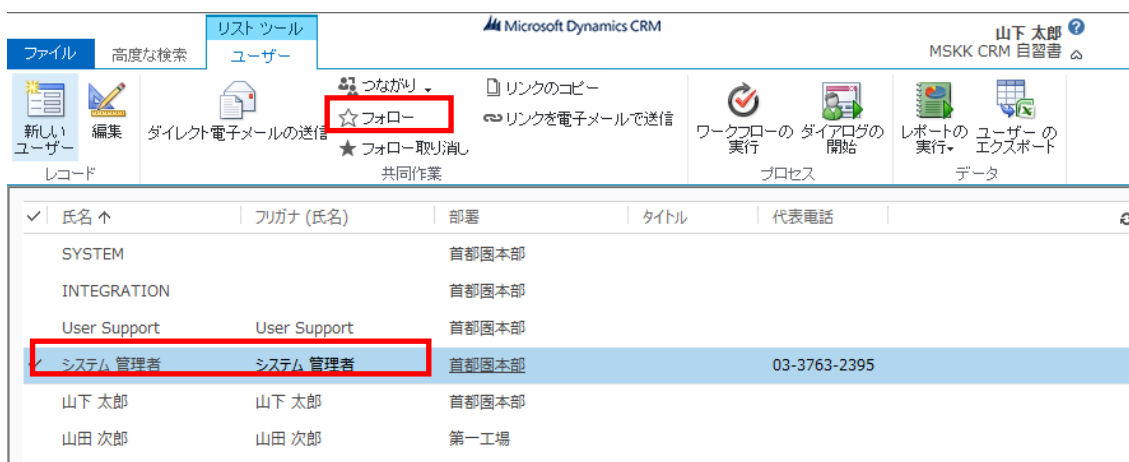 リスト ツール
Microsoft Dynamics CRM
山下 太郎
ファイル 高度な検索 ユーザー
MSKK CRM 自習書
新しい ユーザー
編集
ダイレクト電子メールの送信
つながり
フォロー
フォロー取り消し
リンクのコピー
リンクを電子メールで送信
ワークフローの 実行
ダイアログの 開始
レポートの 実行
ユーザー の エクスポート
レコード 共同作業 プロセス データ
氏名 フリガナ (氏名) 部署 タイトル 代表電話
SYSTEM 首都圏本部
INTEGRATION 首都圏本部
User Support User Support 首都圏本部
システム 管理者 システム 管理者 首都圏本部 03-3763-2395
山下 太郎 山下 太郎 首都圏本部
山田 次郎 山田 次郎 第一工場